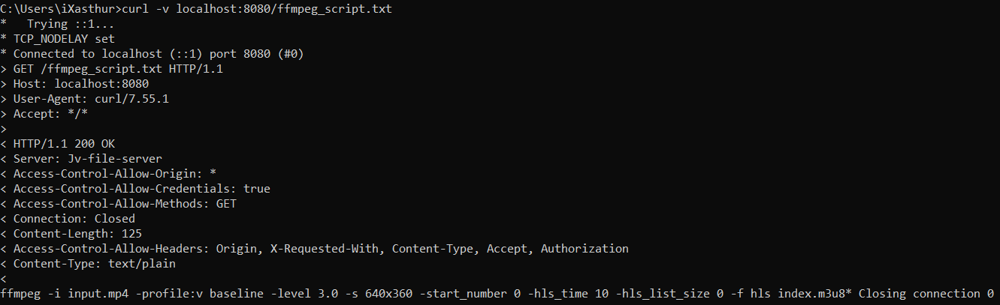 C:\Users\iXasthur>curl -v localhost:8080/ffmpeg_script.txt
*   Trying ::1...
* TCP_NODELAY set
* Connected to localhost (::1) port 8080 (#0)
> GET /ffmpeg_script.txt HTTP/1.1
> Host: localhost:8080
> User-Agent: curl/7.55.1
> Accept: */*
>
< HTTP/1.1 200 OK
< Server: Jv-file-server
< Access-Control-Allow-Origin: *
< Access-Control-Allow-Credentials: true
< Access-Control-Allow-Methods: GET
< Connection: Closed
< Content-Length: 125
< Access-Control-Allow-Headers: Origin, X-Requested-With, Content-Type, Accept, Authorization
< Content-Type: text/plain
<
ffmpeg -i input.mp4 -profile:v baseline -level 3.0 -s 640x360 -start_number 0 -hls_time 10 -hls_list_size 0 -f hls index.m3u8* Closing connection 0